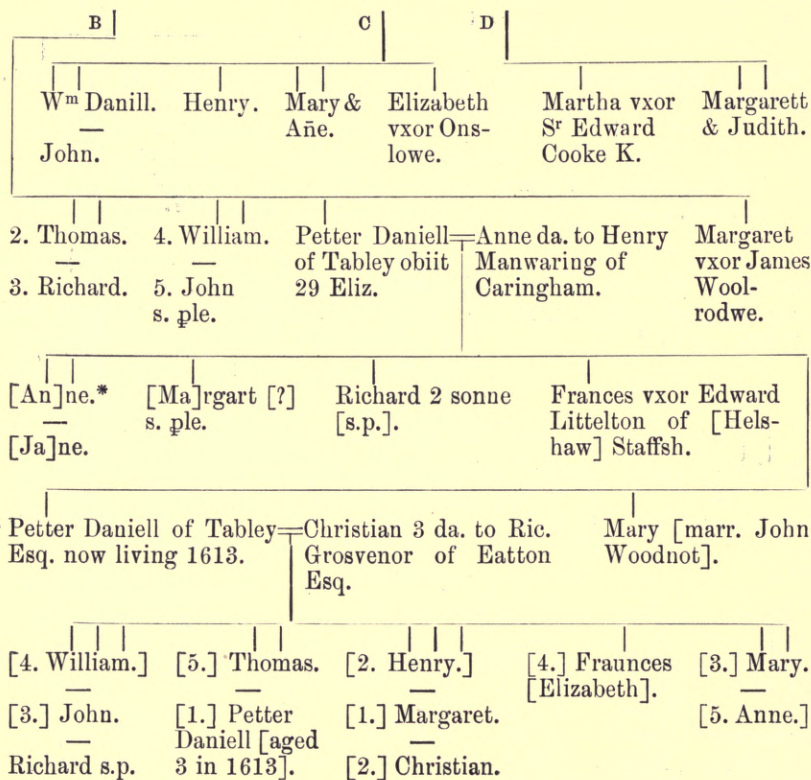 B C D
Wᵐ Danill.
—
John.
Henry.
Mary &
Añe.
Elizabeth
vxor Ons-
lowe.
Martha vxor
Sʳ Edward
Cooke K.
Margarett
& Judith.
2. Thomas.
—
3. Richard.
4. William.
—
5. John
s. ꝑle.
Petter Daniell
of Tabley obiit
29 Eliz.
Anne da. to Henry
Manwaring of
Caringham.
Margaret
vxor James
Wool-
rodwe.
[An]ne.*
—
[Ja]ne.
[Ma]rgart [?]
s. ꝑle.
Richard 2 sonne
[s.p.].
Frances vxor Edward
Littelton of [Hels-
haw] Staffsh.
Petter Daniell of Tabley
Esq. now living 1613.
Christian 3 da. to Ric.
Grosvenor of Eatton
Esq.
Mary [marr. John
Woodnot].
[4. William.]
—
[3.] John.
—
Richard s.p.
[5.] Thomas.
—
[1.] Petter
Daniell [aged
3 in 1613].
[2. Henry.]
—
[1.] Margaret.
—
[2.] Christian.
[4.] Fraunces
[Elizabeth].
[3.] Mary.
—
[5. Anne.]